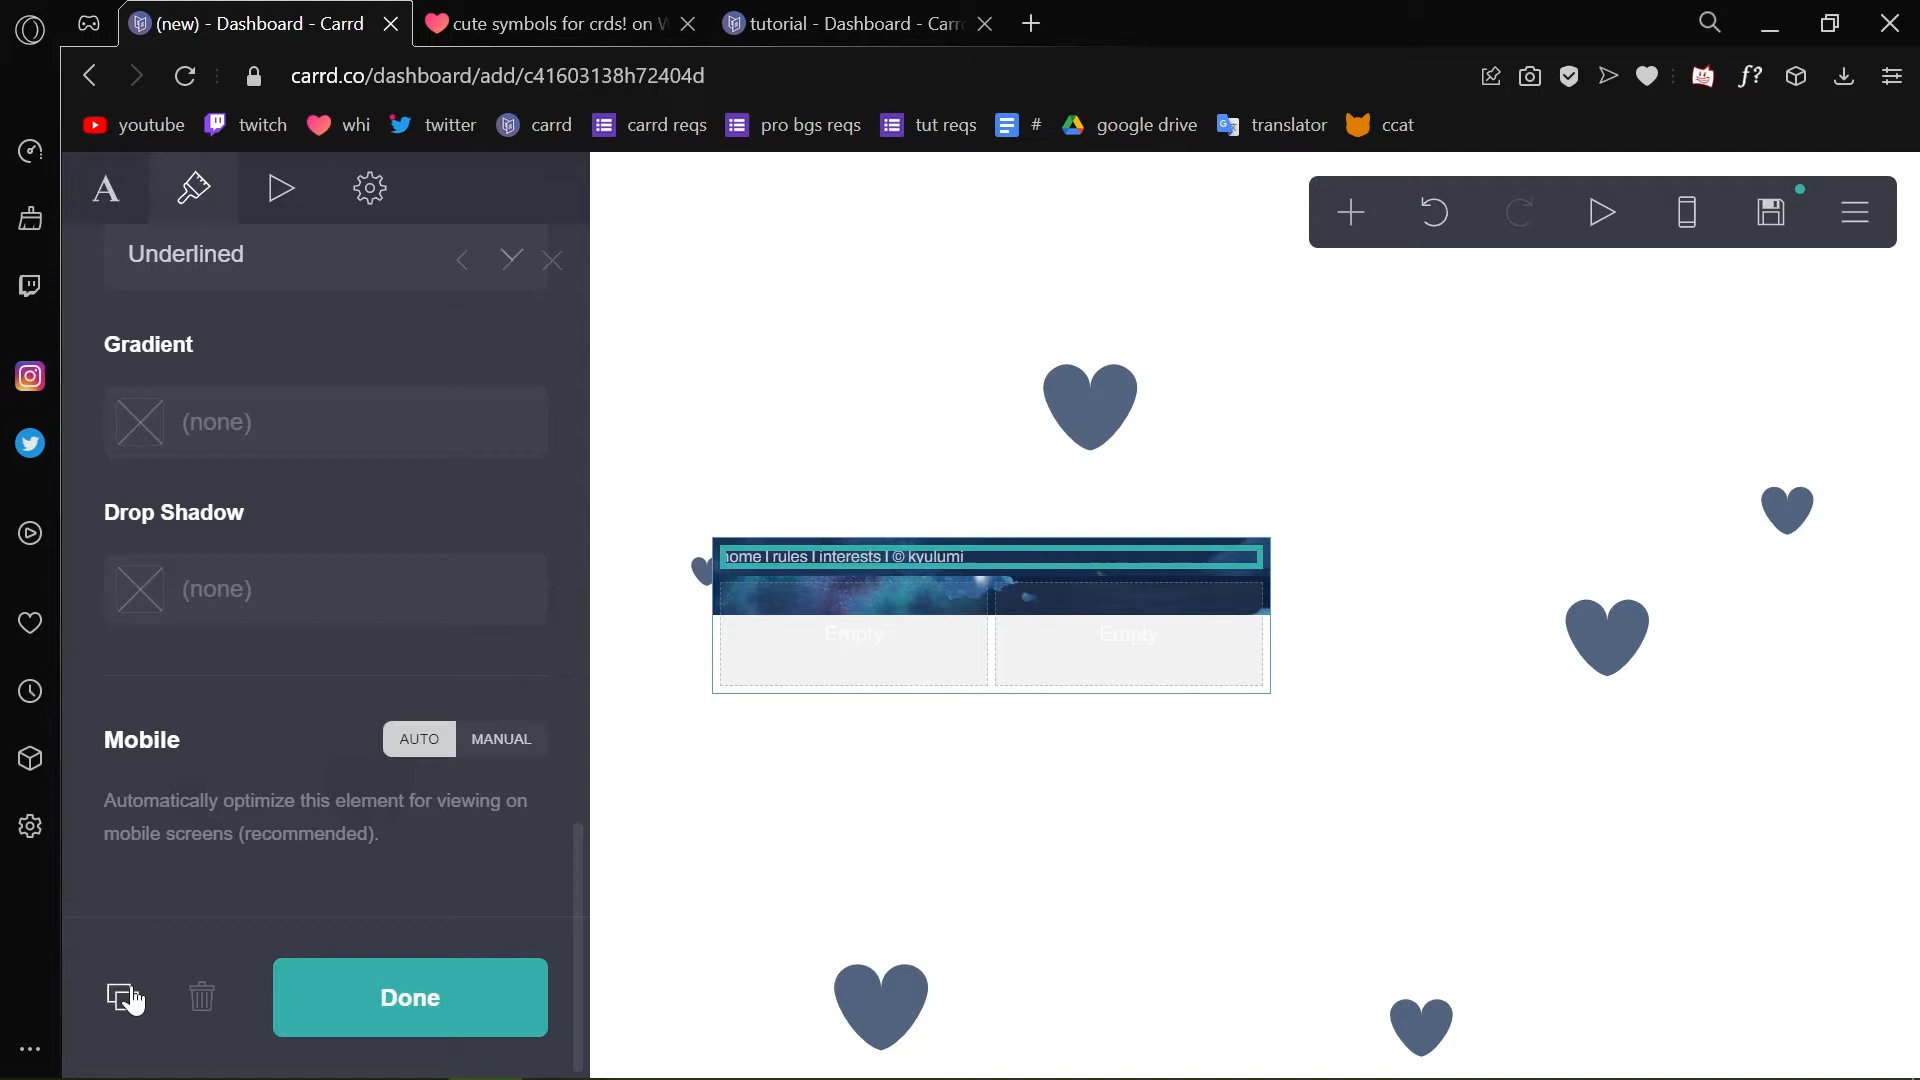 (new) - Dashboard - Carrd
cute symbols for crds! on W
tutorial - Dashboard - Carrd
carrd.co/dashboard/add/c41603138h72404d
youtube
twitch
whi
twitter
carrd
carrd reqs
pro bgs reqs
tut reqs
#
google drive
translator
ccat
f?
A
Underlined
Gradient
(none)
Drop Shadow
(none)
Mobile
AUTO
MANUAL
Automatically optimize this element for viewing on
mobile screens (recommended).
Done
home | rules | interests | © kyulumi
Empty
Empty